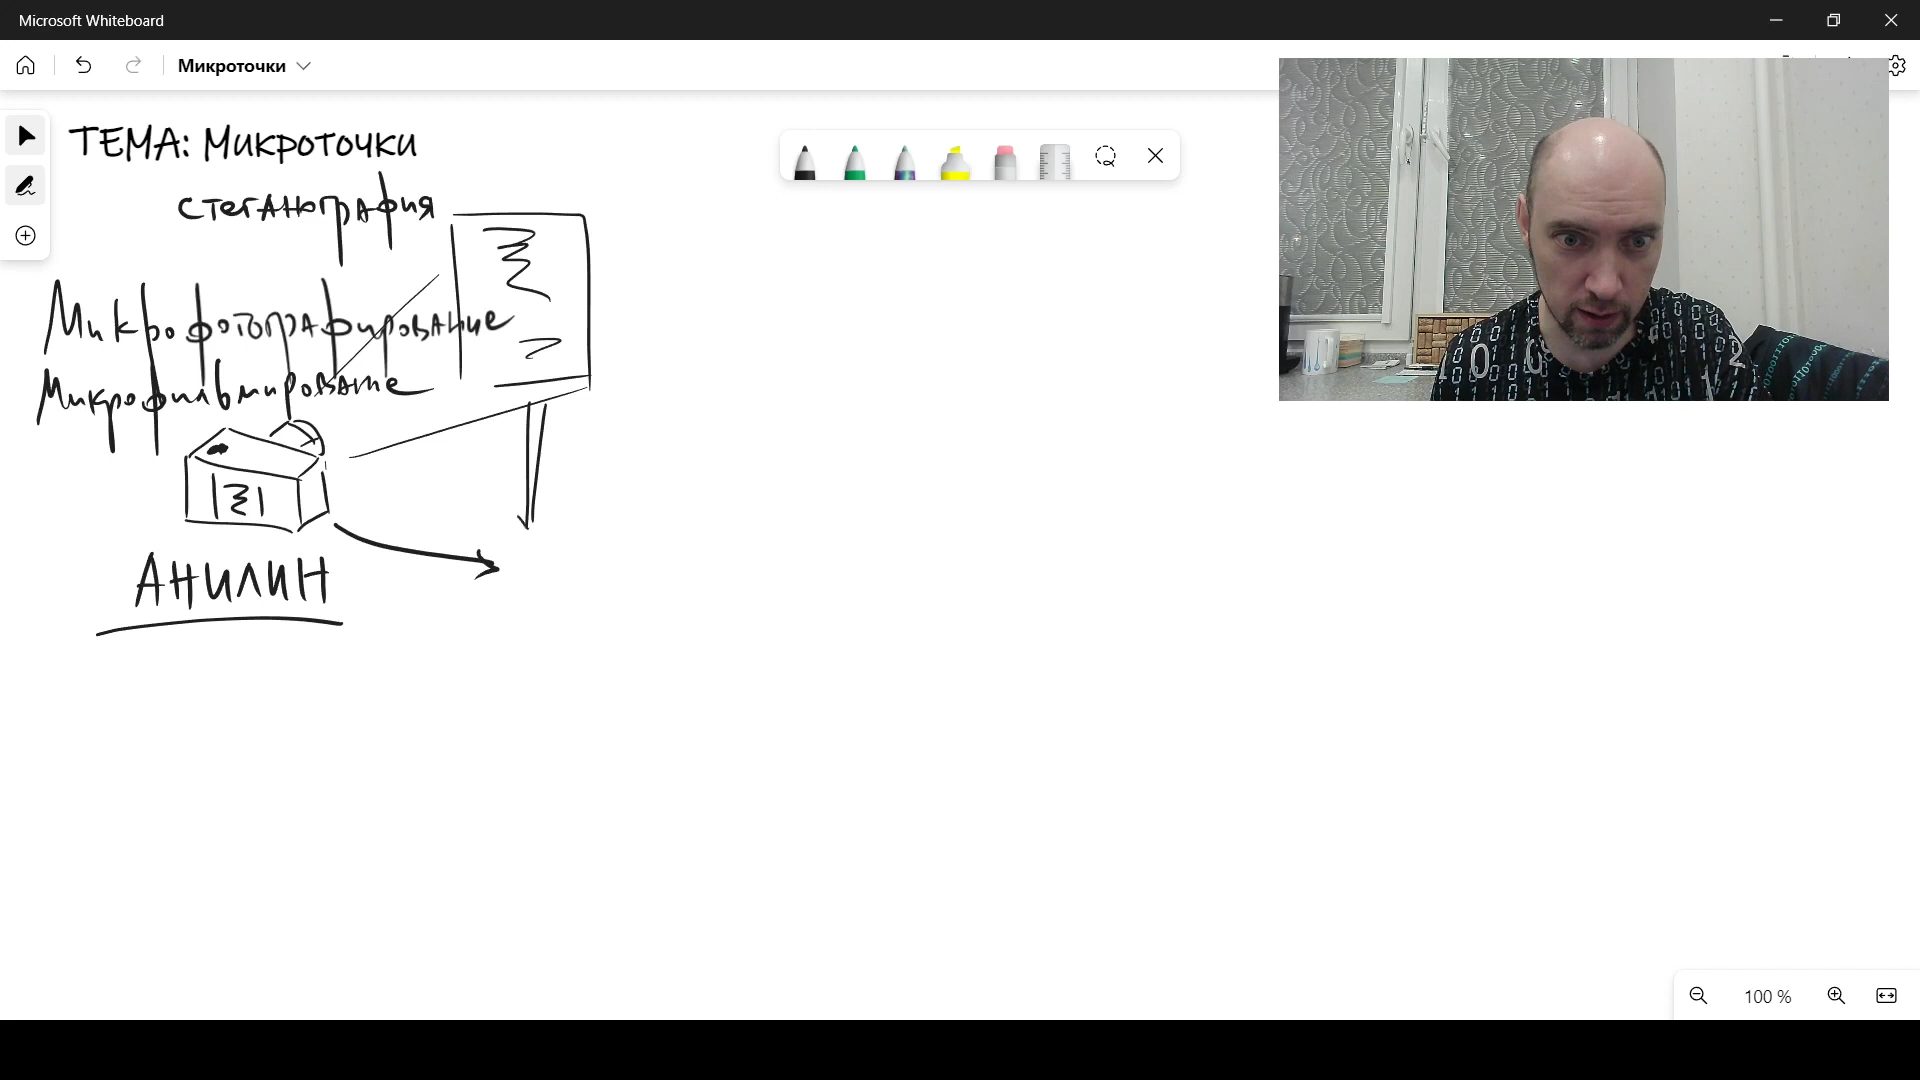 Microsoft Whiteboard
Микроточки
ТЕМА: Микроточки
стеганография
Микрофотографирование
Микрофильмирование
АНИЛИН
100 %